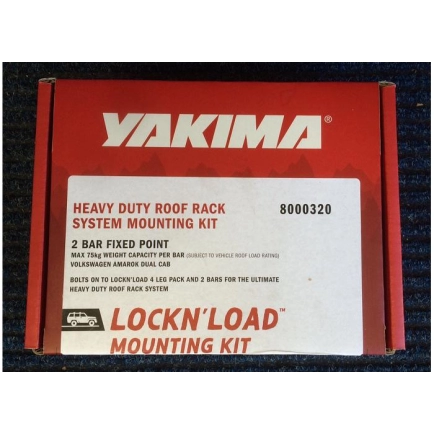 YAKIMA®
HEAVY DUTY ROOF RACK
SYSTEM MOUNTING KIT
8000320
2 BAR FIXED POINT
MAX 75kg WEIGHT CAPACITY PER BAR (SUBJECT TO VEHICLE ROOF LOAD RATING)
VOLKSWAGEN AMAROK DUAL CAB
BOLTS ON TO LOCKN'LOAD 4 LEG PACK AND 2 BARS FOR THE ULTIMATE
HEAVY DUTY ROOF RACK SYSTEM
LOCKN'LOAD™
MOUNTING KIT